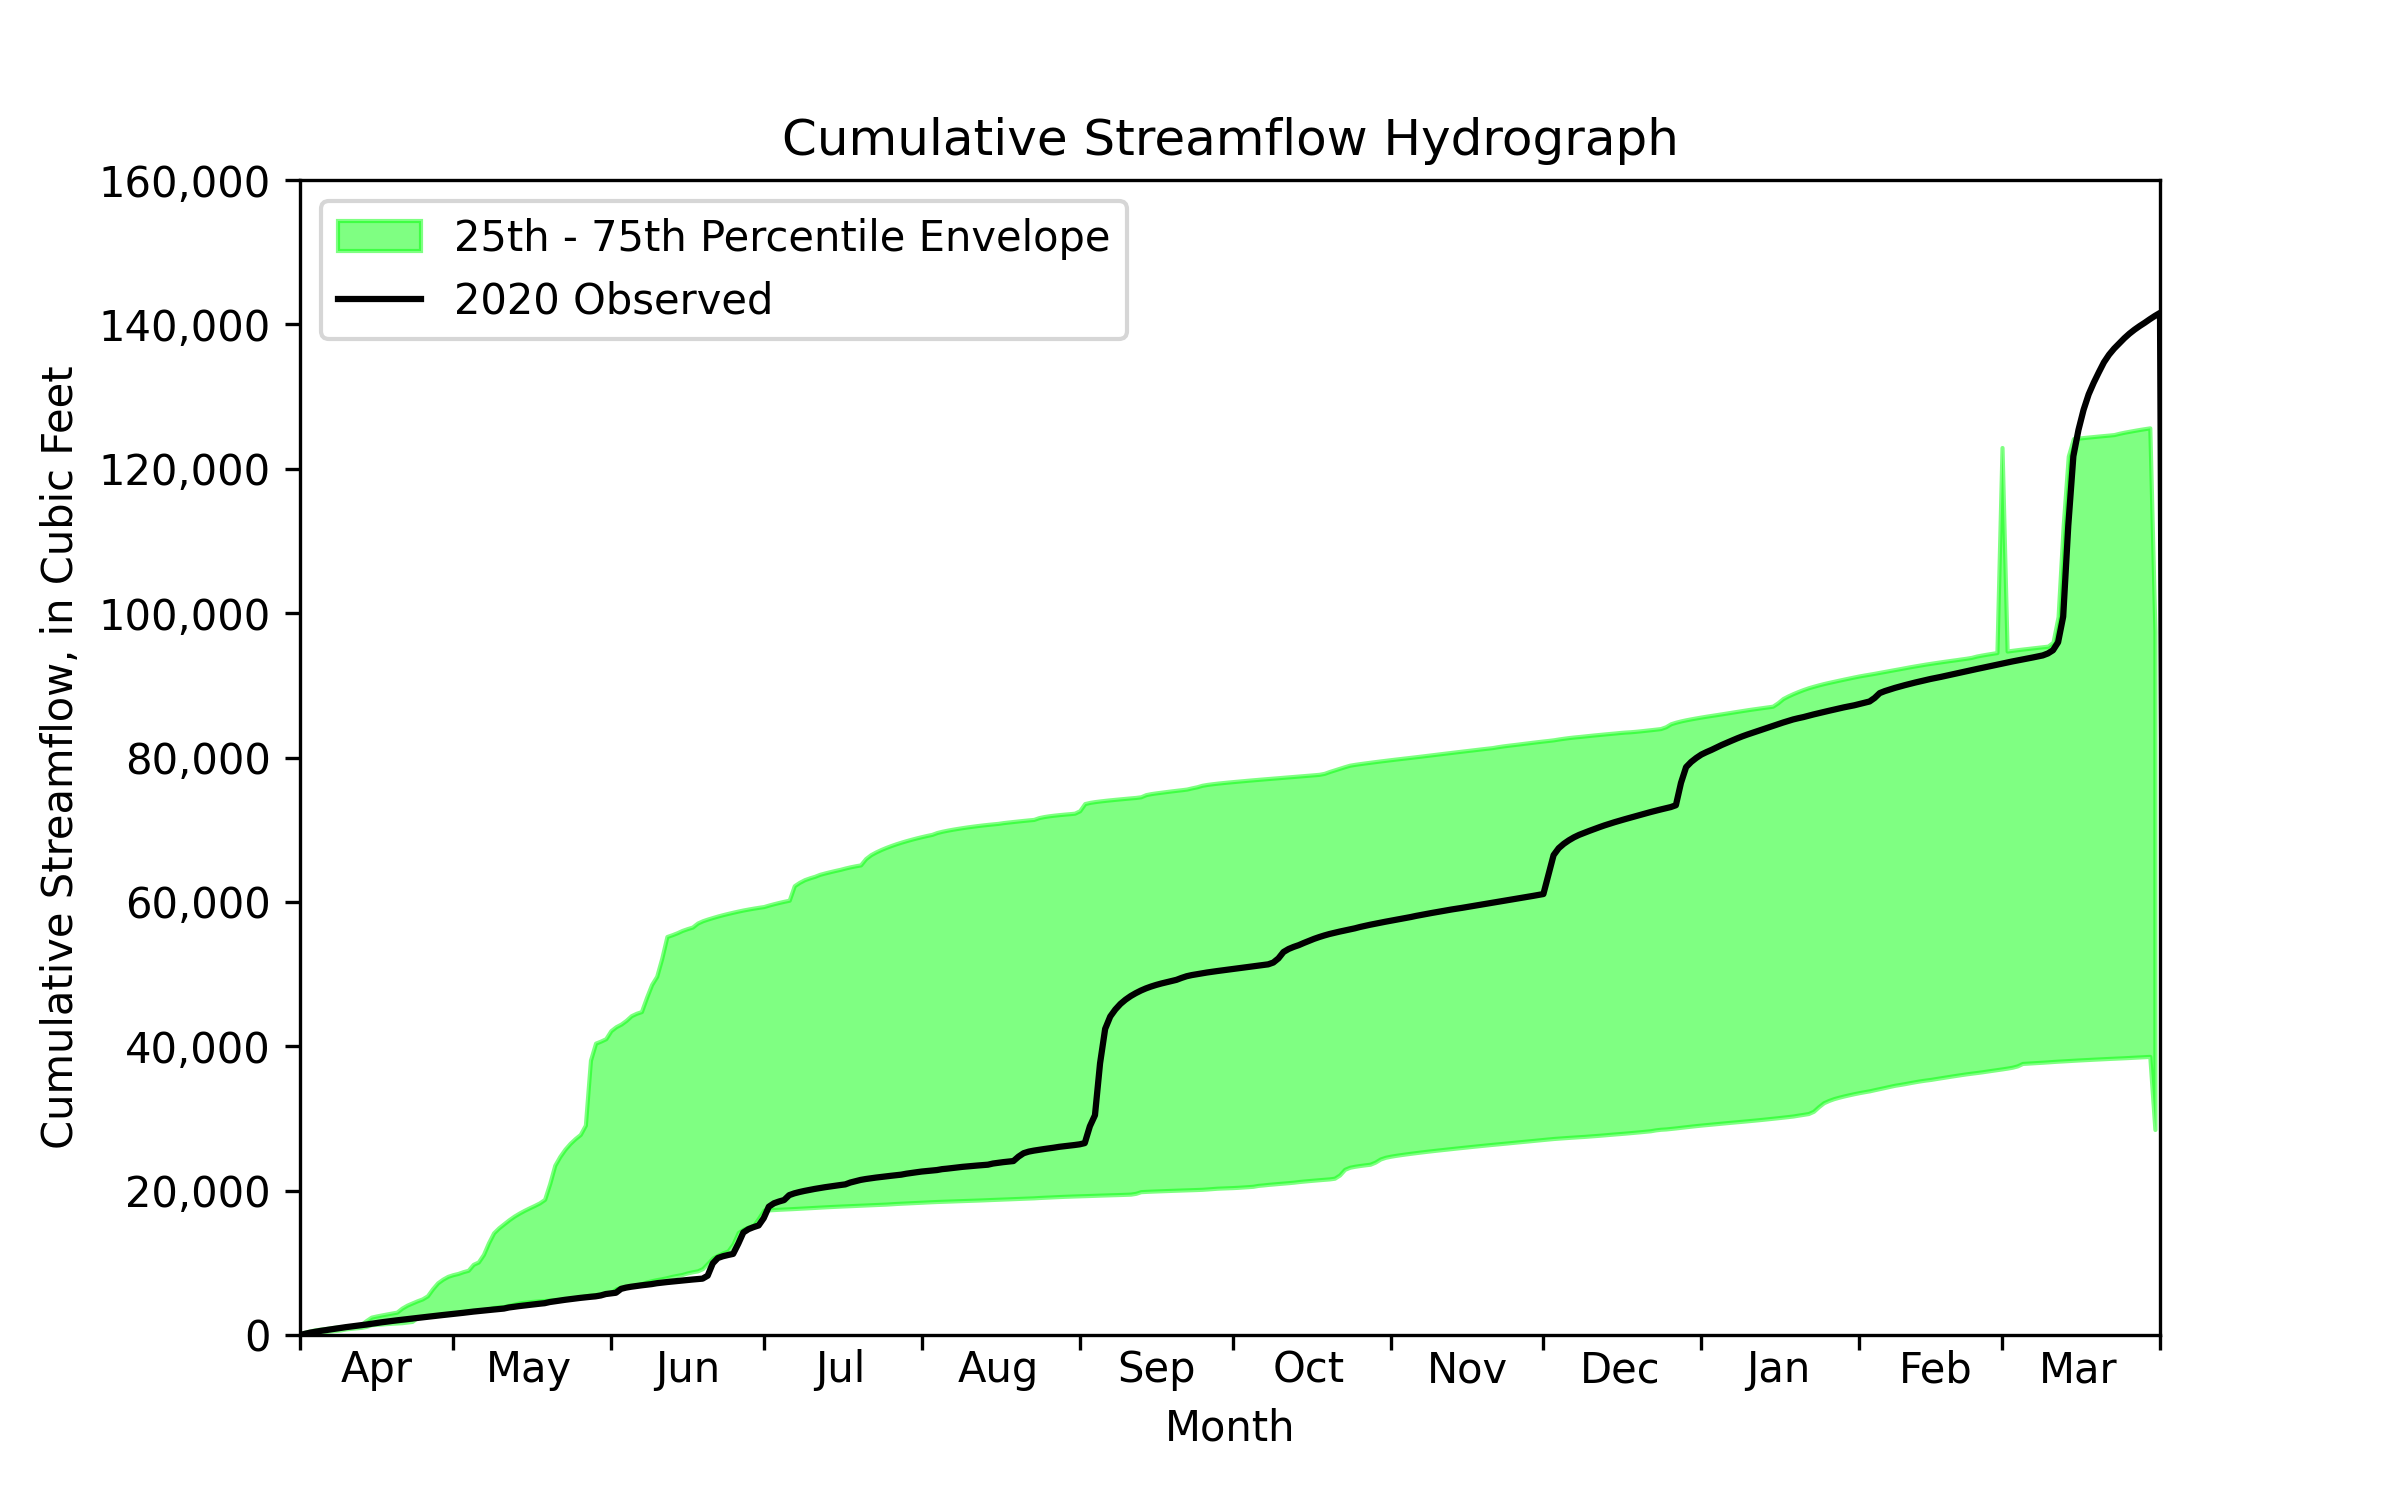 Cumulative Streamflow Hydrograph
160,000
140,000
120,000
100,000
80,000
60,000
40,000
20,000
0
Cumulative Streamflow, in Cubic Feet
25th - 75th Percentile Envelope
2020 Observed
Apr May Jun Jul Aug Sep Oct Nov Dec Jan Feb Mar
Month